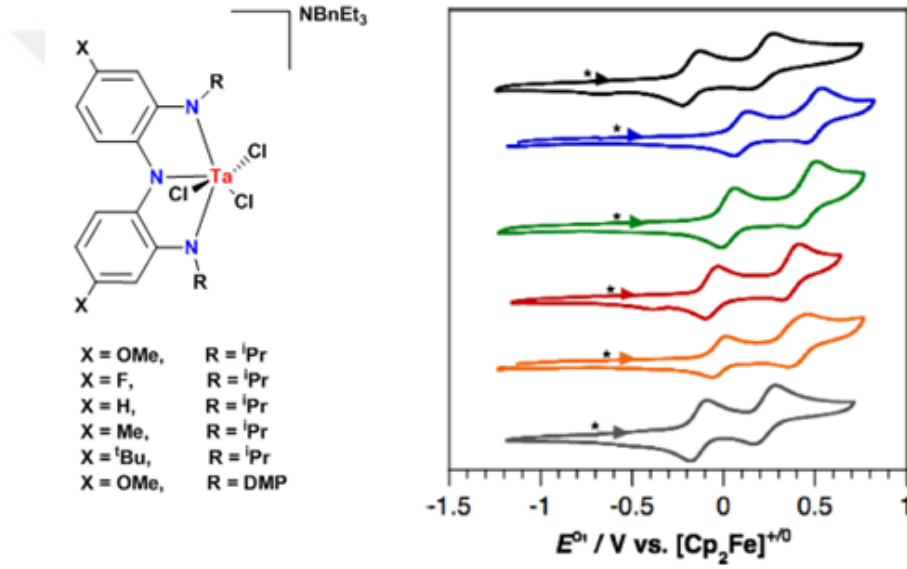 NBnEt₃
X
R
N
Cl
N
Ta
Cl
Cl
N
R
X
X = OMe, R = ⁱPr
X = F, R = ⁱPr
X = H, R = ⁱPr
X = Me, R = ⁱPr
X = ᵗBu, R = ⁱPr
X = OMe, R = DMP
*
*
*
*
*
*
-1.5 -1 -0.5 0 0.5 1
E°' / V vs. [Cp₂Fe]⁺/⁰